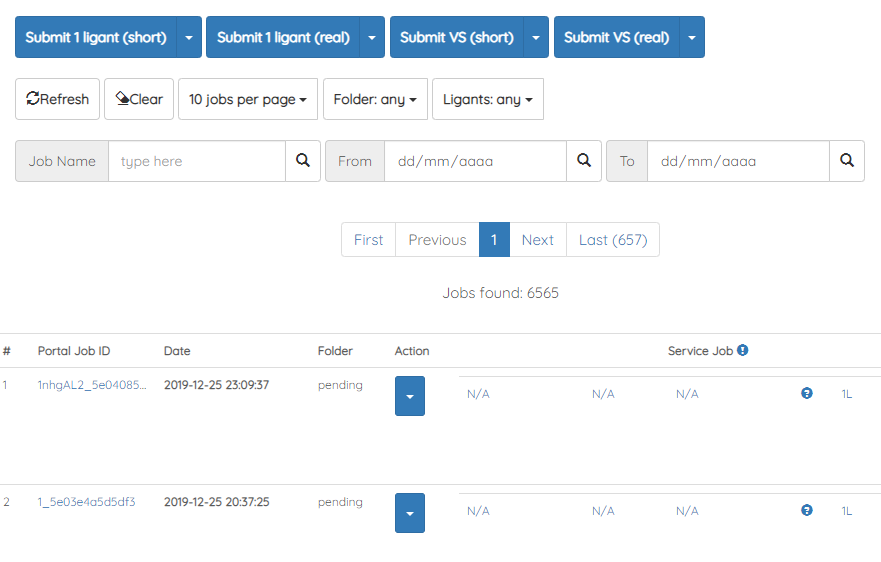 Submit 1 ligant (short) Submit 1 ligant (real) Submit VS (short) Submit VS (real)
Refresh Clear 10 jobs per page Folder: any Ligants: any
Job Name type here From dd/mm/aaaa To dd/mm/aaaa
First Previous 1 Next Last (657)
Jobs found: 6565
# Portal Job ID Date Folder Action Service Job
1 1nhgAL2_5e04085... 2019-12-25 23:09:37 pending N/A N/A N/A 1L
2 1_5e03e4a5d5df3 2019-12-25 20:37:25 pending N/A N/A N/A 1L